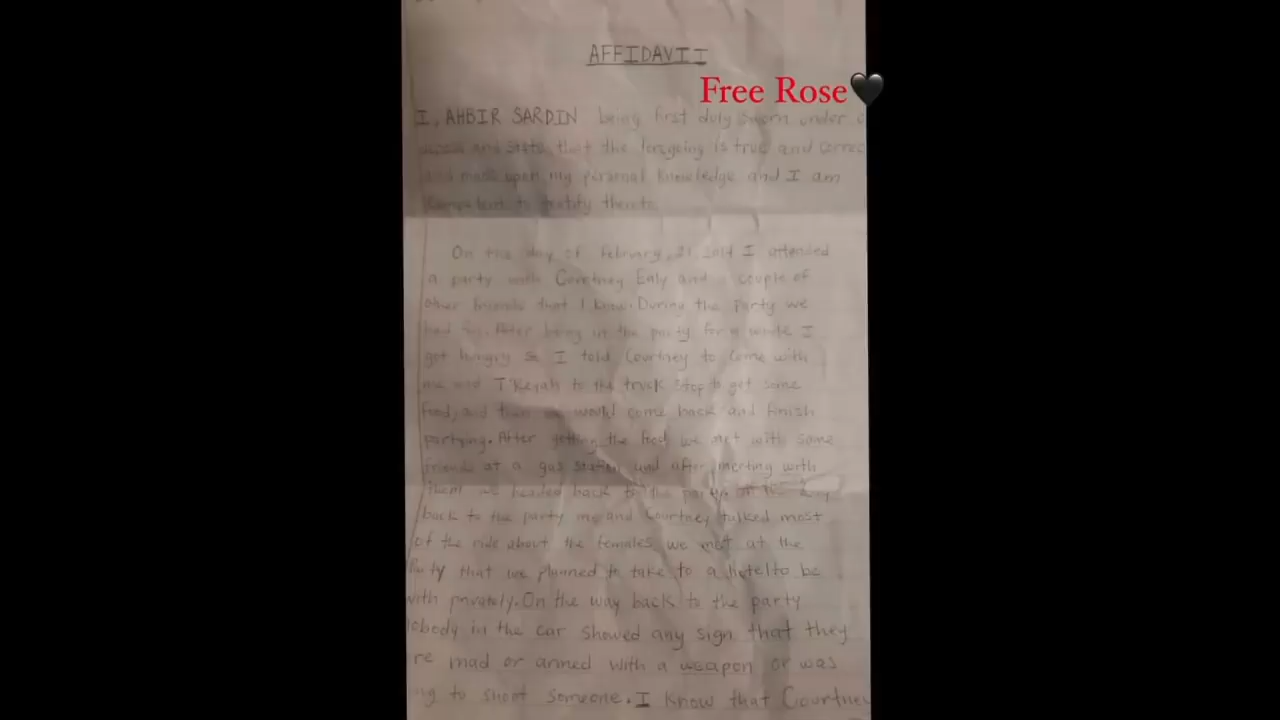 AFFIDAVIT
Free Rose🖤
I, AHBIR SARDIN being first duly sworn under
and state that the foregoing is true and correc
and made upon my personal knowledge and I am
competent to testify thereto
On the day of February, 21, 2014 I attended
a party with Courtney Ealy and a couple of
other friends that I know. During the party we
had fun. After being in the party for a while I
got hungry so I told Courtney to come with
me and T'Keyah to the truck stop to get some
food, and then we would come back and finish
partying. After getting the food we met with some
friends at a gas station and after meeting with
them we headed back to the party.
back to the party me and Courtney talked most
of the ride about the females we met at the
Party that we planned to take to a hotel to be
with privately. On the way back to the party
nobody in the car showed any sign that they
re mad or armed with a weapon or was
ng to shoot someone. I know that Courtney